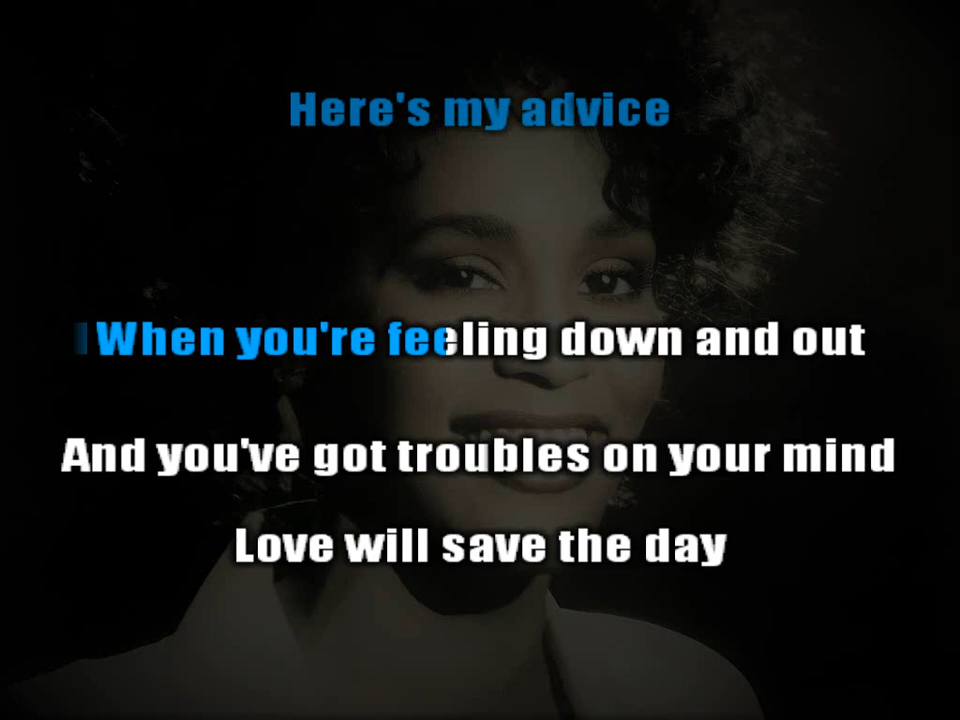 Here's my advice
When you're feeling down and out
And you've got troubles on your mind
Love will save the day